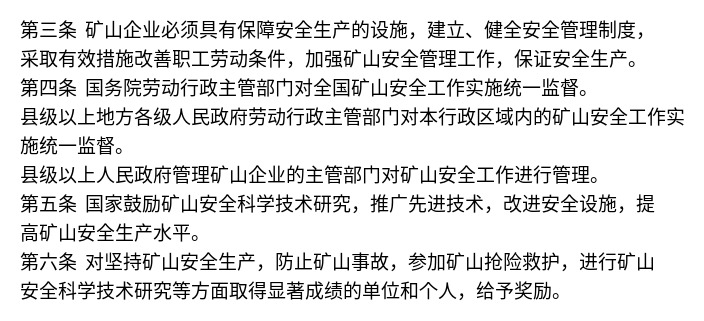 第三条 矿山企业必须具有保障安全生产的设施，建立、健全安全管理制度，
采取有效措施改善职工劳动条件，加强矿山安全管理工作，保证安全生产。
第四条 国务院劳动行政主管部门对全国矿山安全工作实施统一监督。
县级以上地方各级人民政府劳动行政主管部门对本行政区域内的矿山安全工作实
施统一监督。
县级以上人民政府管理矿山企业的主管部门对矿山安全工作进行管理。
第五条 国家鼓励矿山安全科学技术研究，推广先进技术，改进安全设施，提
高矿山安全生产水平。
第六条 对坚持矿山安全生产，防止矿山事故，参加矿山抢险救护，进行矿山
安全科学技术研究等方面取得显著成绩的单位和个人，给予奖励。